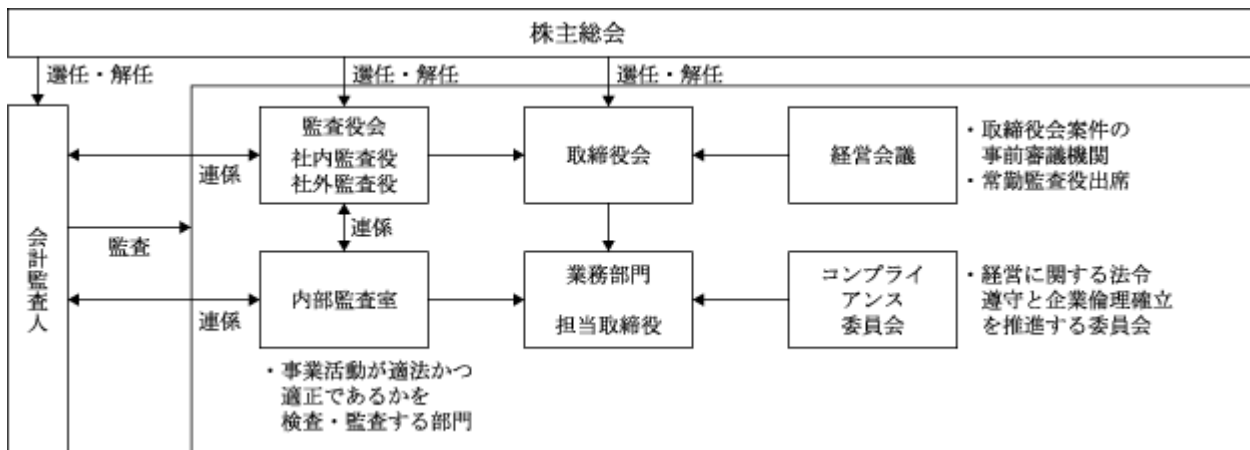 株主総会
選任・解任
選任・解任
選任・解任
監査役会
社内監査役
社外監査役
取締役会
経営会議
・取締役会案件の
事前審議機関
・常勤監査役出席
連係
連係
会計監査人
監査
内部監査室
業務部門
担当取締役
コンプライ
アンス
委員会
・経営に関する法令
遵守と企業倫理確立
を推進する委員会
連係
・事業活動が適法かつ
適正であるかを
検査・監査する部門